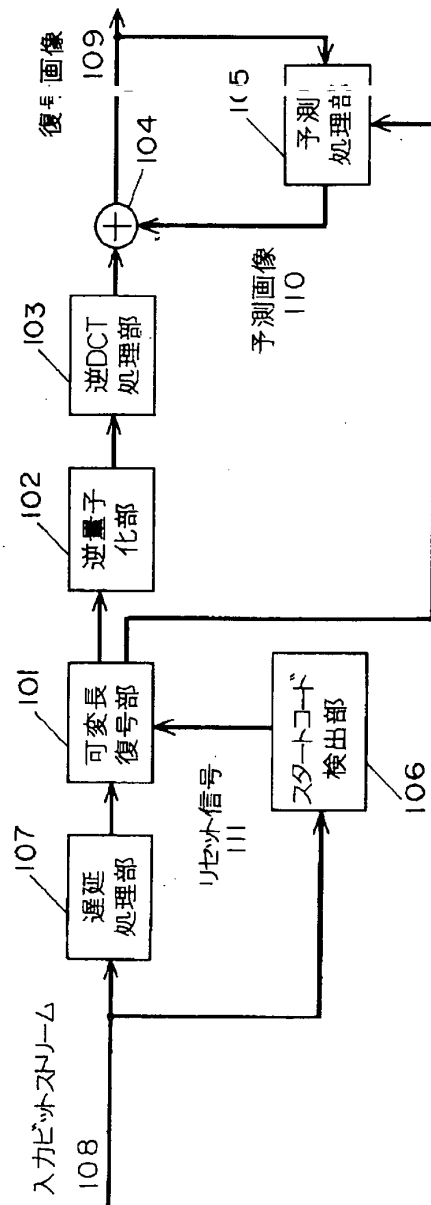 入力ビットストリーム
108
107
遅延
処理部
101
可変長
復号部
リセット信号
111
スタートコード
検出部
106
102
逆量子
化部
103
逆DCT
処理部
104
復号画像
109
105
予測
処理部
予測画像
110